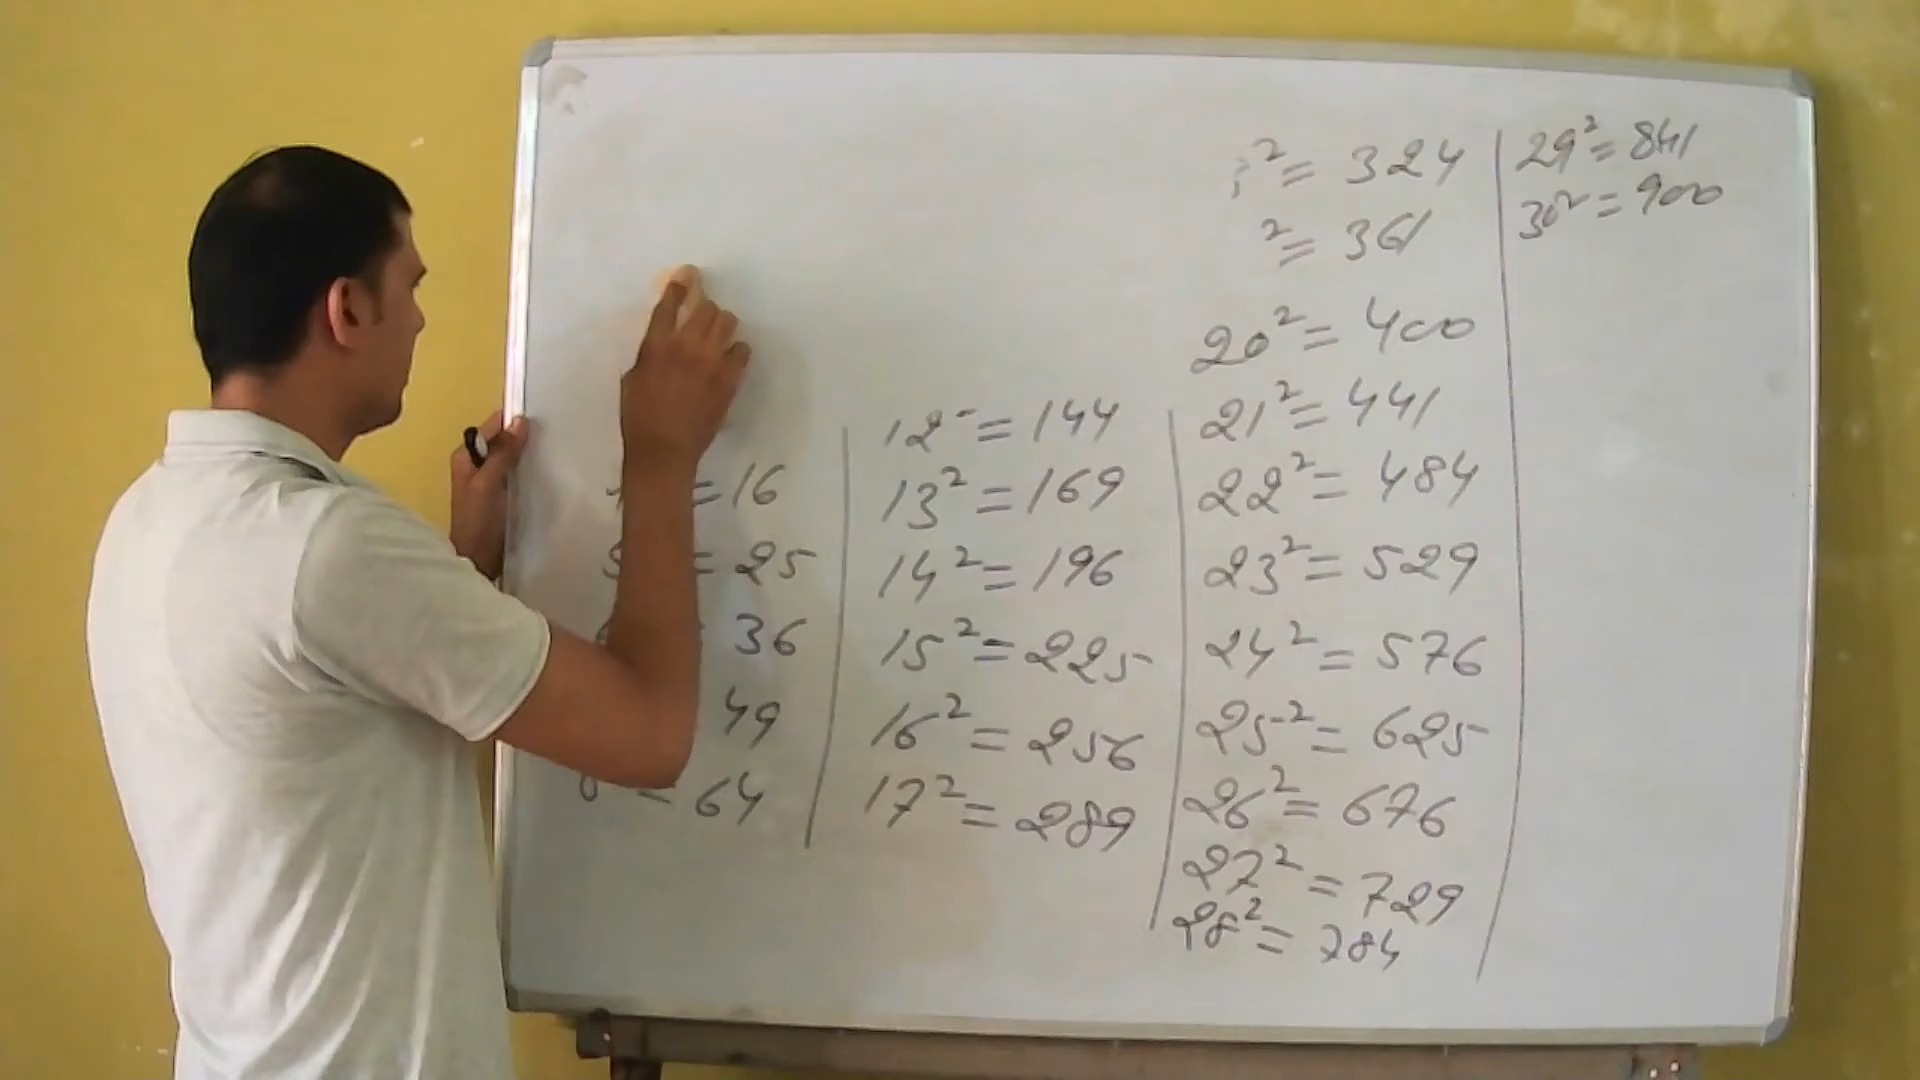 = 16
5 = 25
36
49
64
12 = 144
13² = 169
14² = 196
15² = 225
16² = 256
17² = 289
² = 324
² = 361
20² = 400
21² = 441
22² = 484
23² = 529
24² = 576
25² = 625
26² = 676
27² = 729
28² = 784
29² = 841
30² = 900